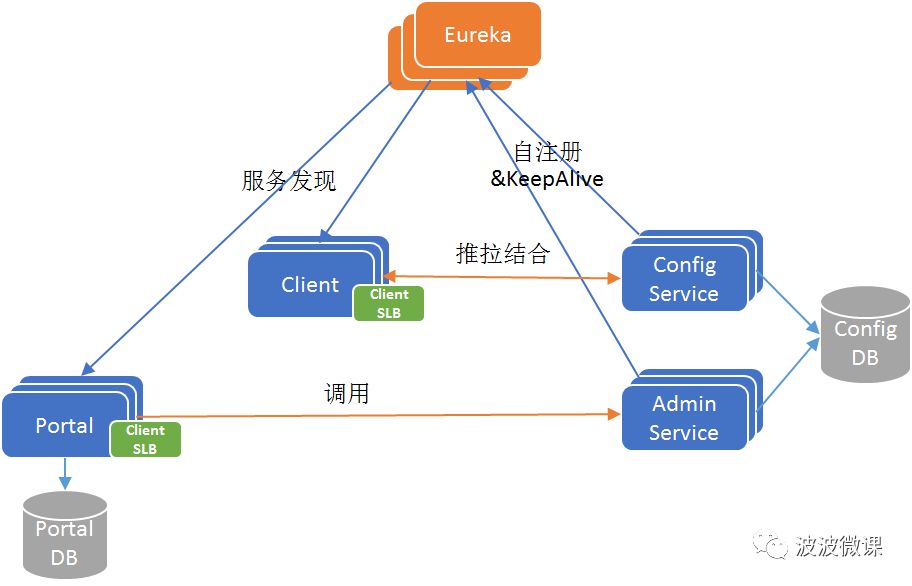 Eureka
自注册
&KeepAlive
服务发现
推拉结合
Client
Client
SLB
Config
Service
Config
DB
调用
Portal
Client
SLB
Admin
Service
Portal
DB
波波微课